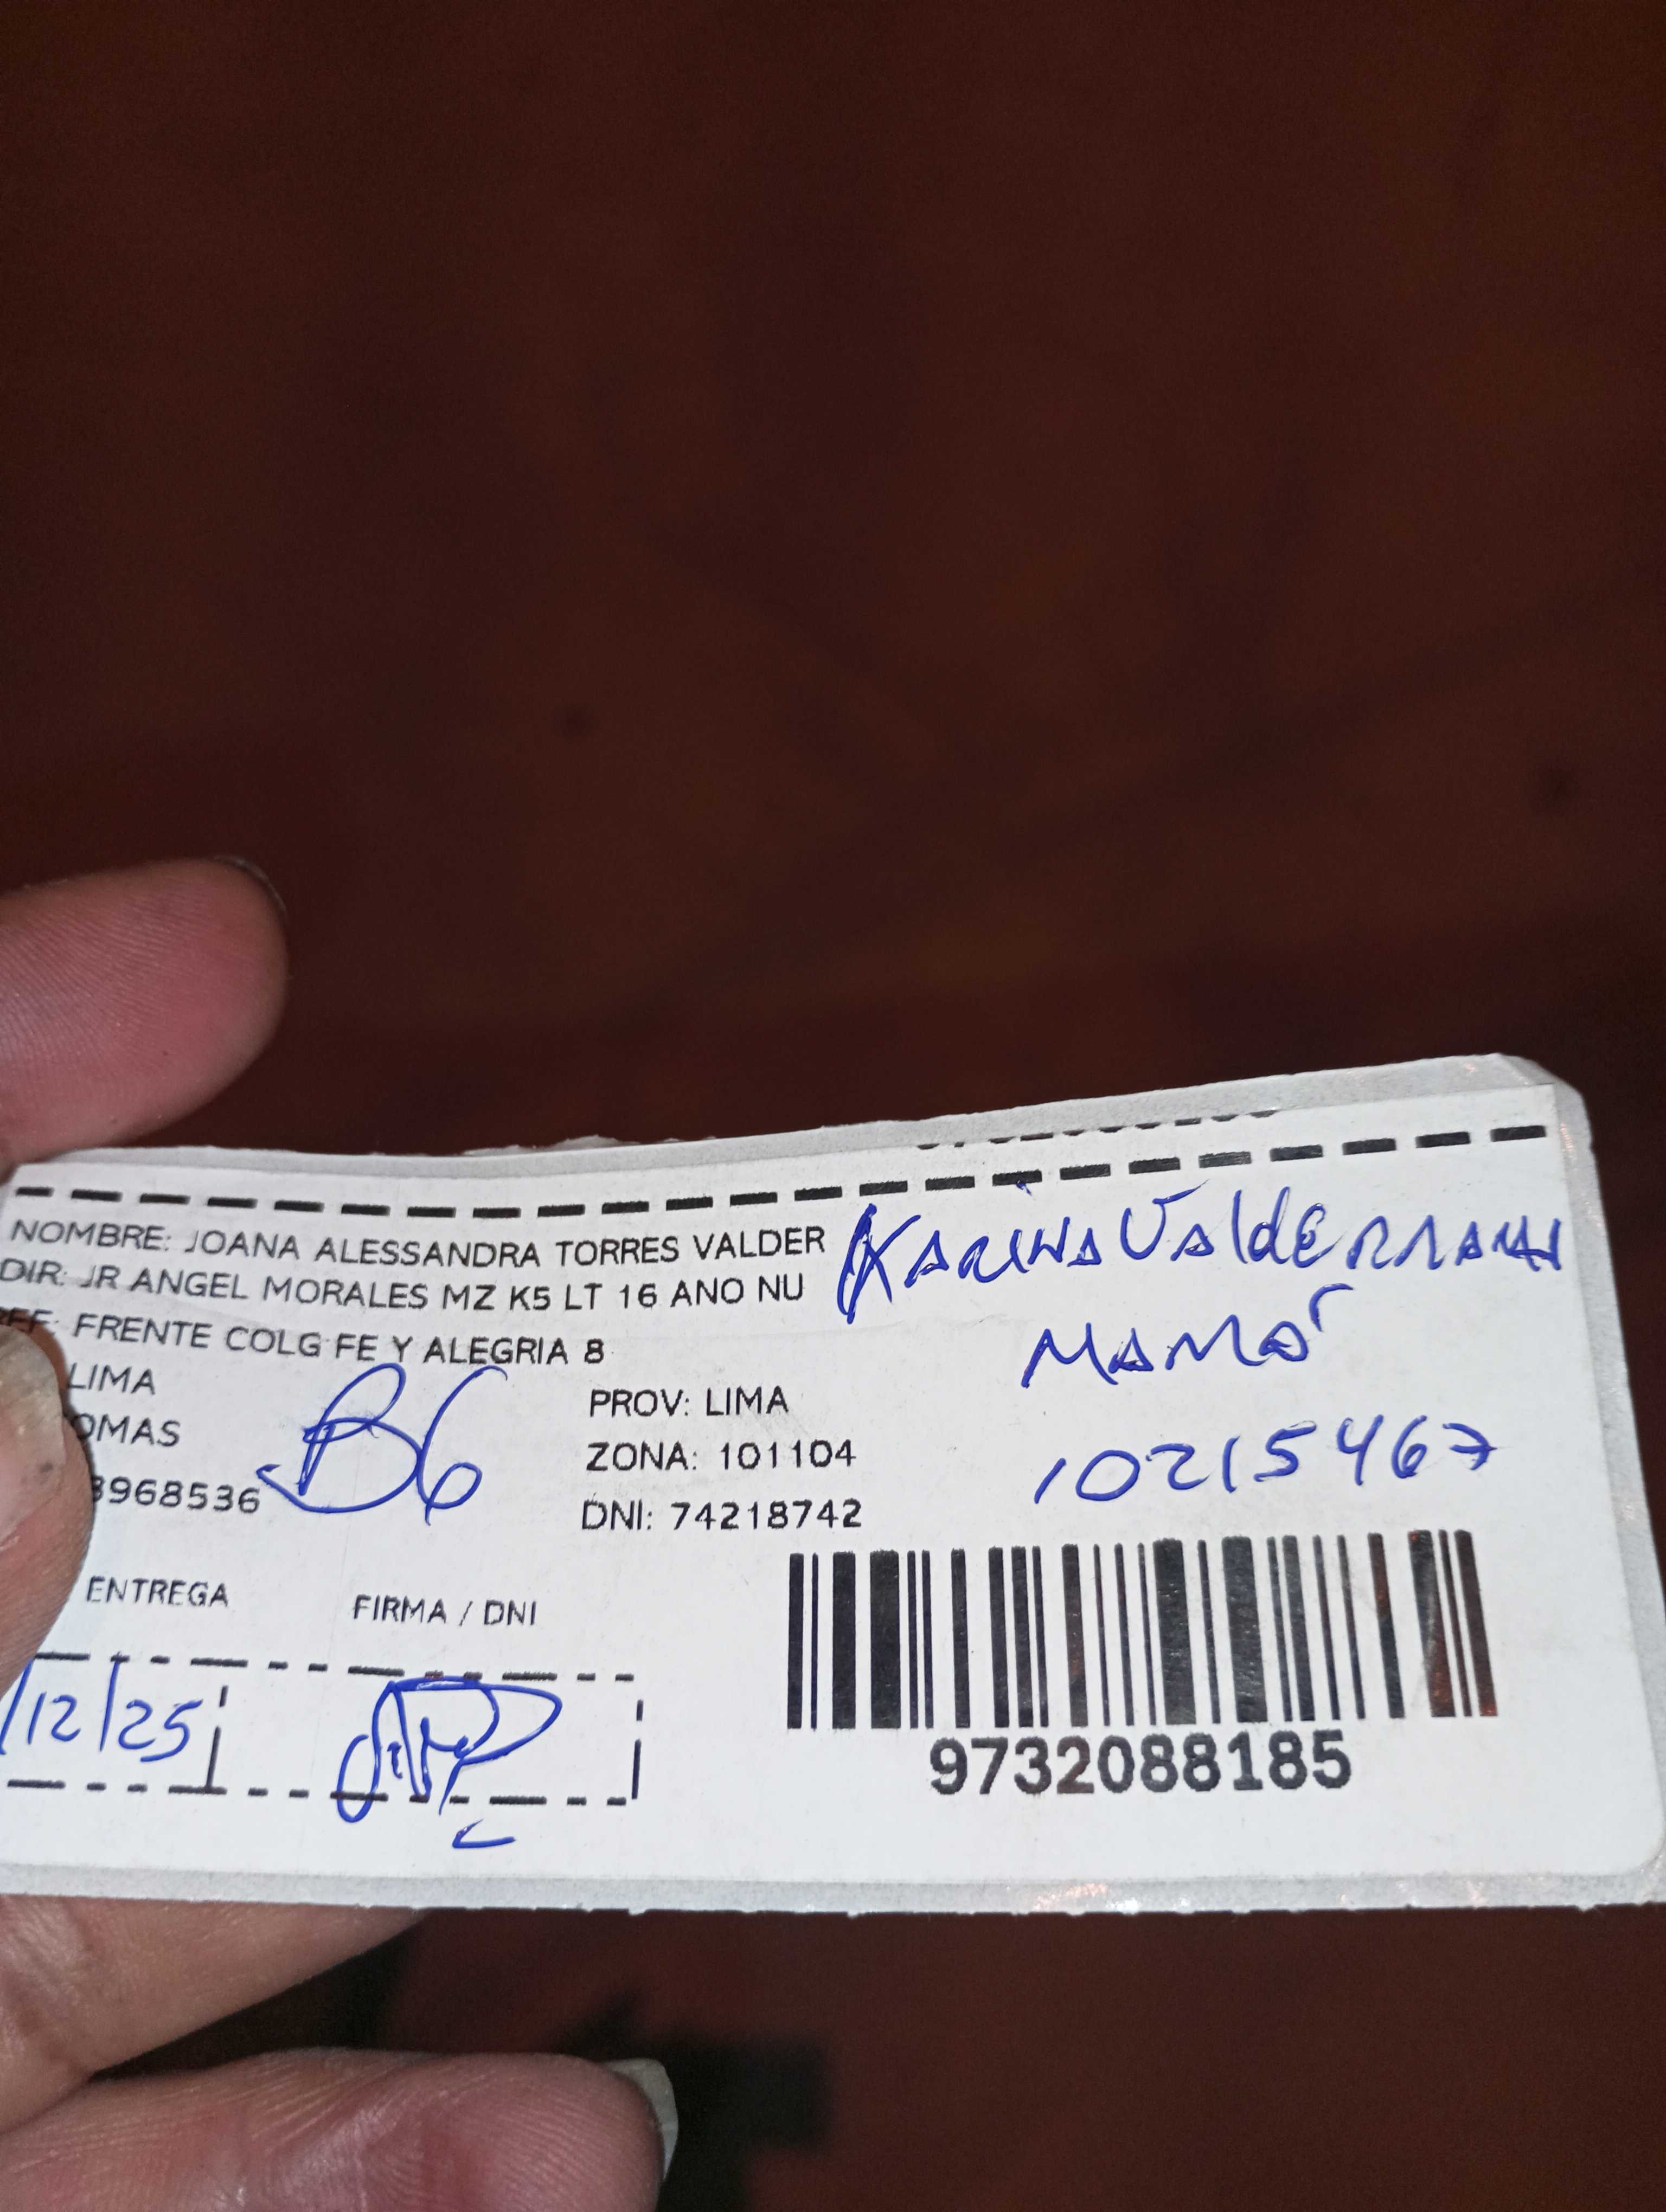 NOMBRE: JOANA ALESSANDRA TORRES VALDER
KARINA Valderrama
DIR: JR ANGEL MORALES MZ K5 LT 16 ANO NU
MAMÁ
REF: FRENTE COLG FE Y ALEGRIA 8
LIMA
PROV: LIMA
OMAS
B6
ZONA: 101104
10215467
3968536
DNI: 74218742
ENTREGA
FIRMA / DNI
/12/25
9732088185